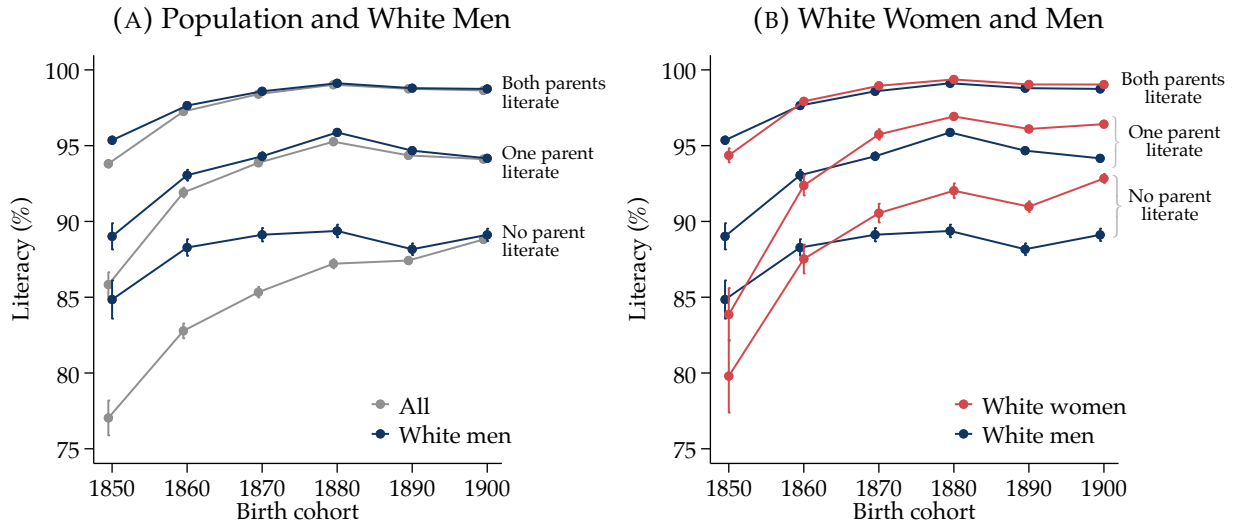 (A) Population and White Men
Literacy (%)
100
95
90
85
80
75
Both parents
literate
One parent
literate
No parent
literate
All
White men
1850 1860 1870 1880 1890 1900
Birth cohort
(B) White Women and Men
Literacy (%)
100
95
90
85
80
75
Both parents
literate
One parent
literate
No parent
literate
White women
White men
1850 1860 1870 1880 1890 1900
Birth cohort